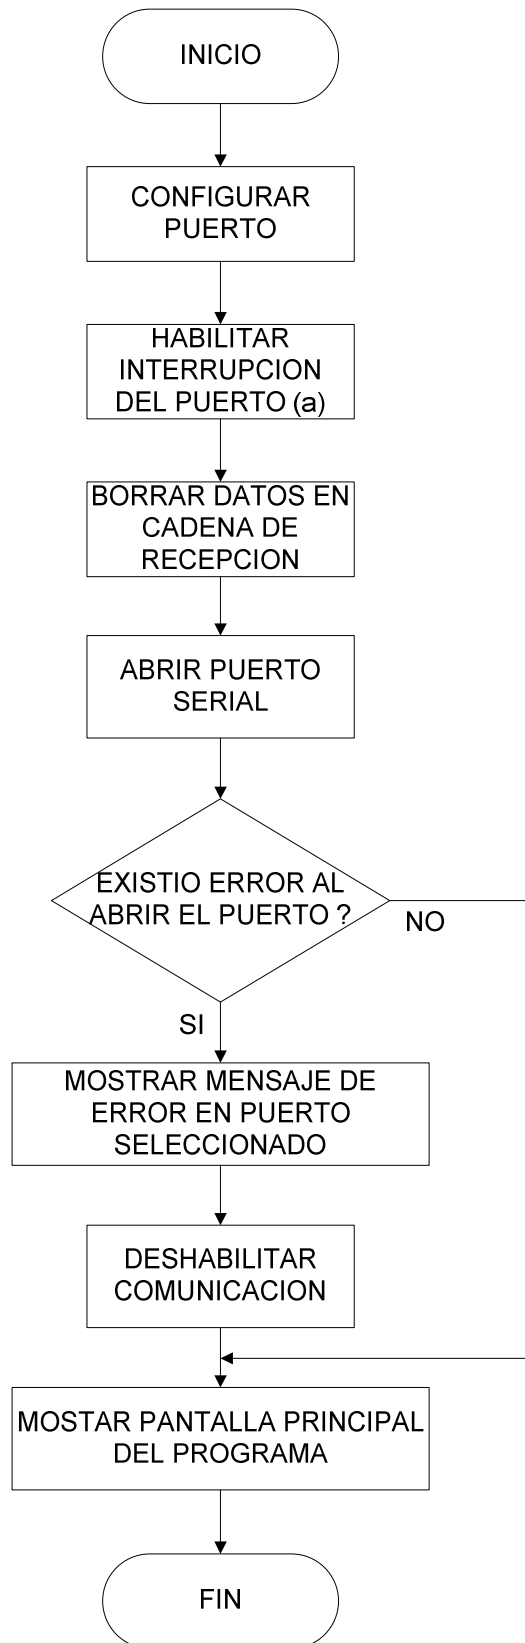 INICIO
CONFIGURAR
PUERTO
HABILITAR
INTERRUPCION
DEL PUERTO (a)
BORRAR DATOS EN
CADENA DE
RECEPCION
ABRIR PUERTO
SERIAL
EXISTIO ERROR AL
ABRIR EL PUERTO ?
NO
SI
MOSTRAR MENSAJE DE
ERROR EN PUERTO
SELECCIONADO
DESHABILITAR
COMUNICACION
MOSTAR PANTALLA PRINCIPAL
DEL PROGRAMA
FIN